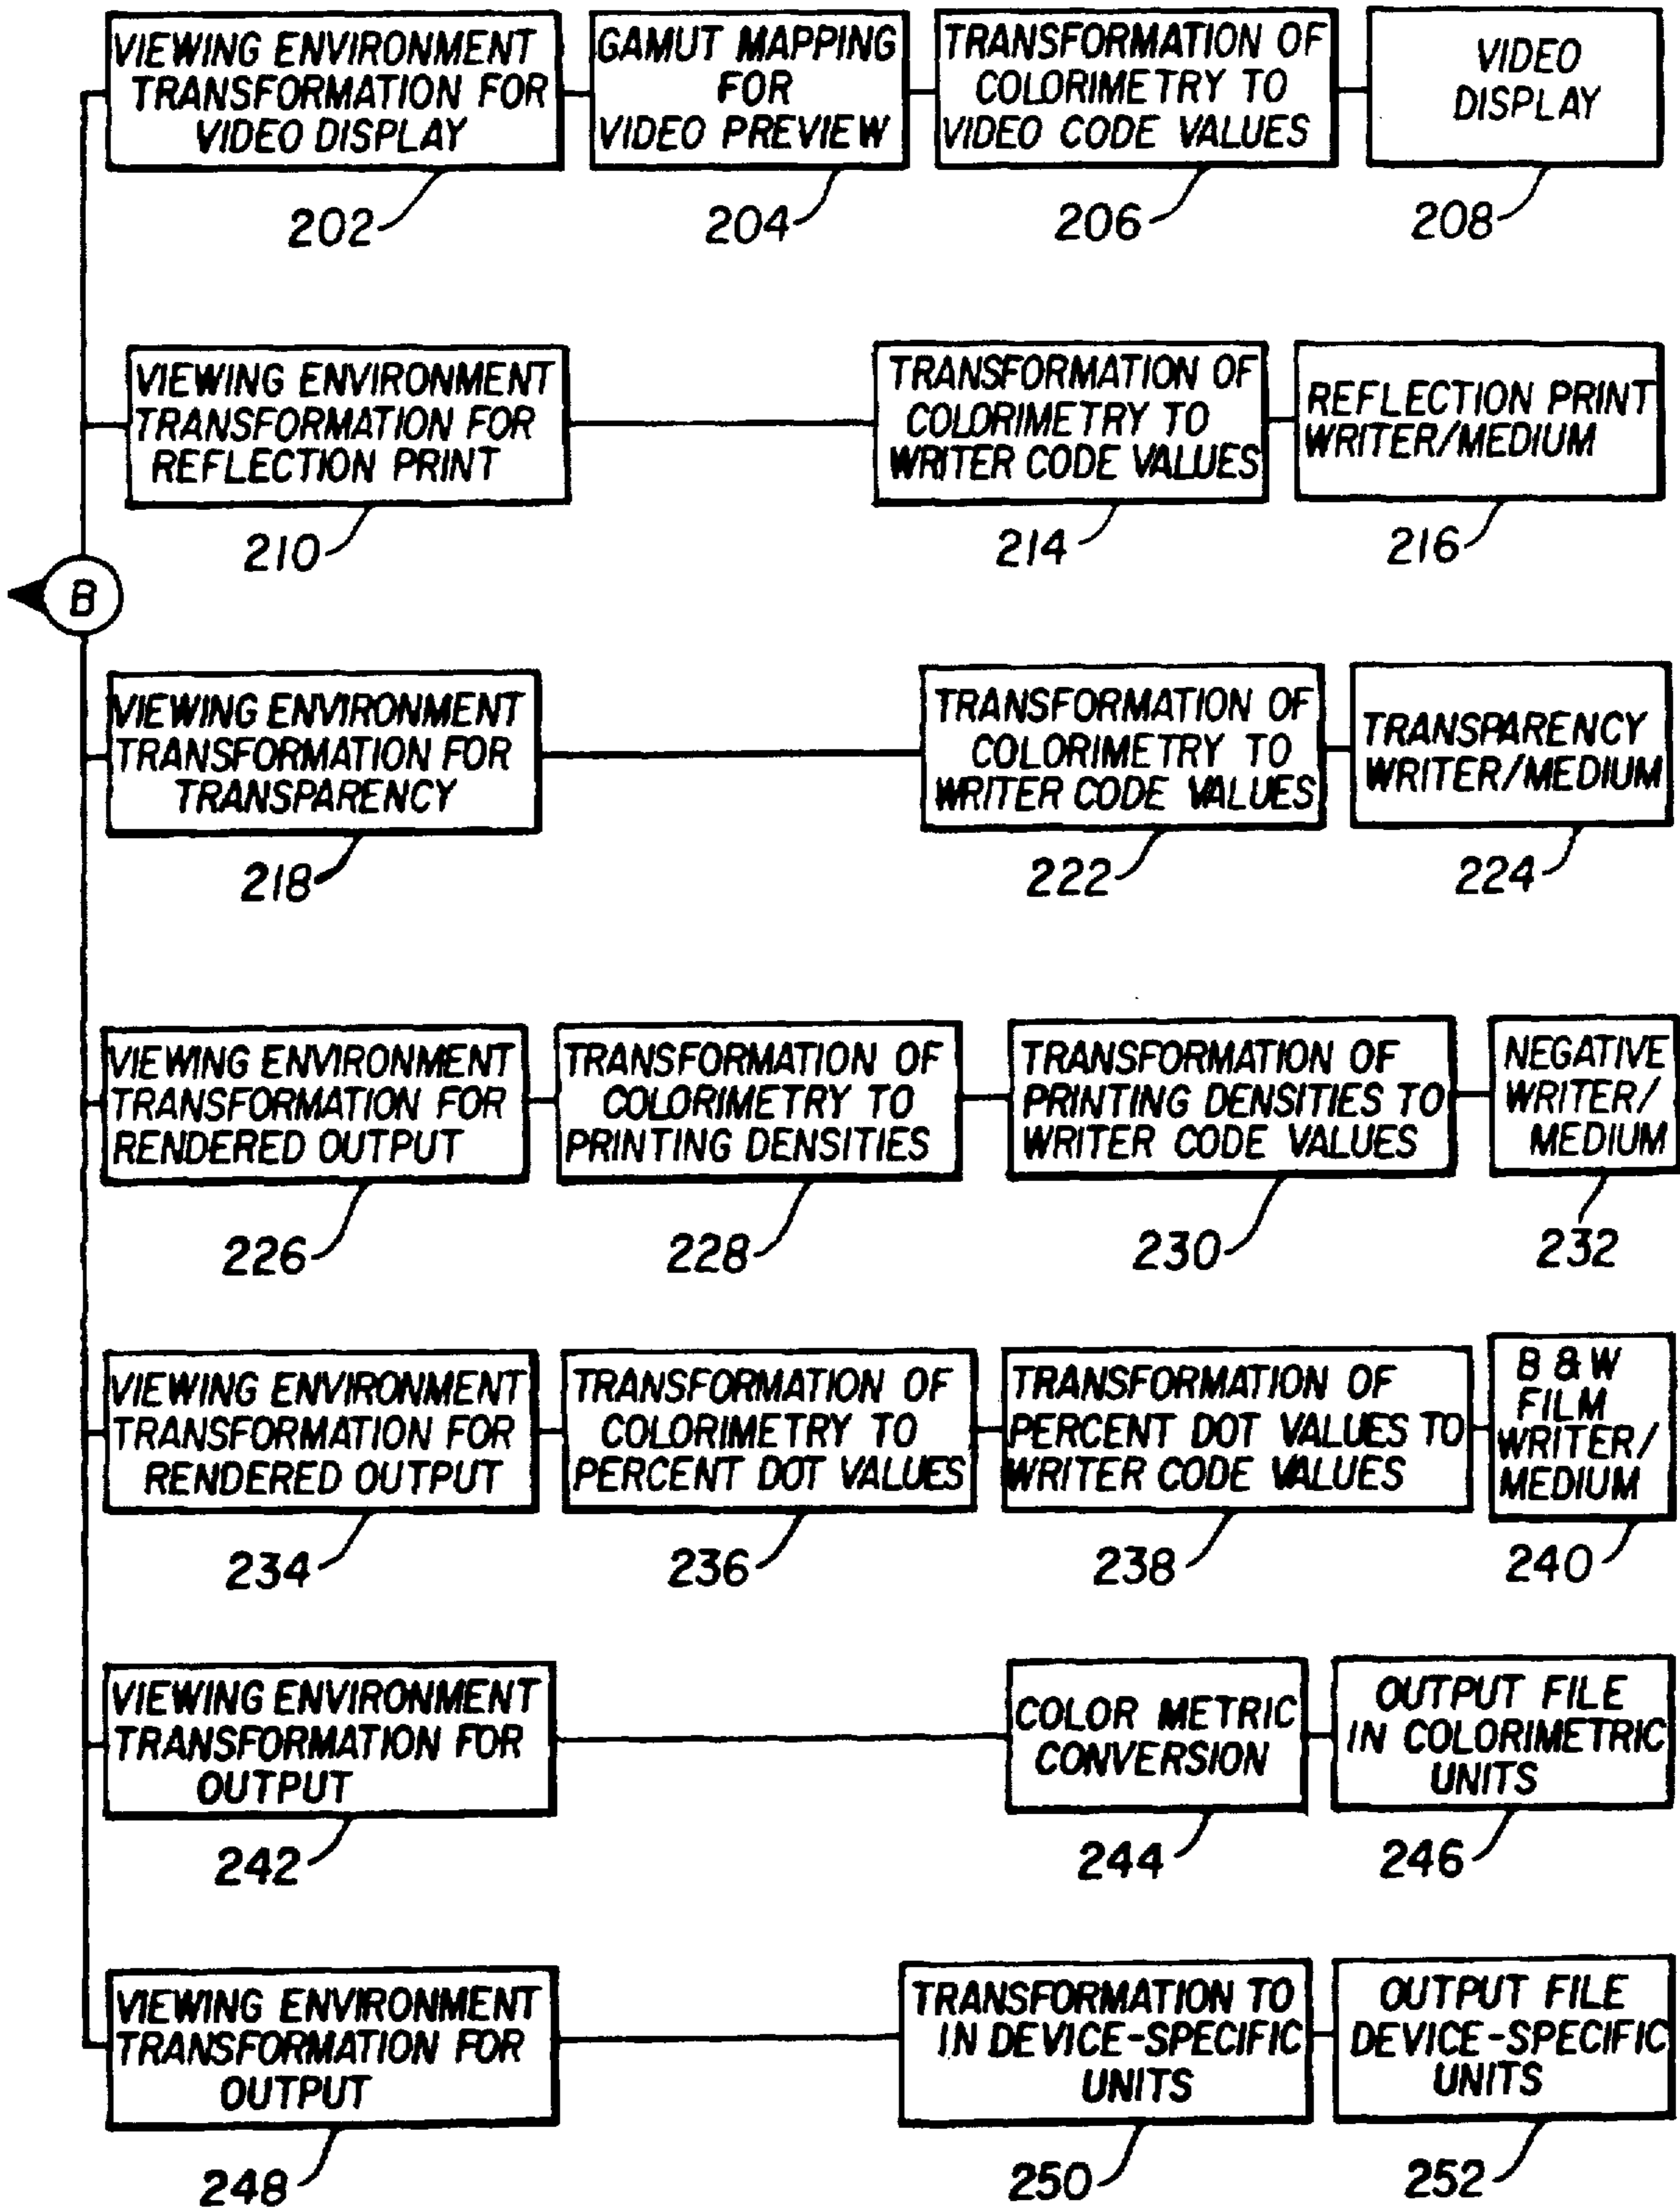 VIEWING ENVIRONMENT
TRANSFORMATION FOR
VIDEO DISPLAY
GAMUT MAPPING
FOR
VIDEO PREVIEW
TRANSFORMATION OF
COLORIMETRY TO
VIDEO CODE VALUES
VIDEO
DISPLAY
202
204
206
208
VIEWING ENVIRONMENT
TRANSFORMATION FOR
REFLECTION PRINT
TRANSFORMATION OF
COLORIMETRY TO
WRITER CODE VALUES
REFLECTION PRINT
WRITER/MEDIUM
210
214
216
B
VIEWING ENVIRONMENT
TRANSFORMATION FOR
TRANSPARENCY
TRANSFORMATION OF
COLORIMETRY TO
WRITER CODE VALUES
TRANSPARENCY
WRITER/MEDIUM
218
222
224
VIEWING ENVIRONMENT
TRANSFORMATION FOR
RENDERED OUTPUT
TRANSFORMATION OF
COLORIMETRY TO
PRINTING DENSITIES
TRANSFORMATION OF
PRINTING DENSITIES TO
WRITER CODE VALUES
NEGATIVE
WRITER/
MEDIUM
226
228
230
232
VIEWING ENVIRONMENT
TRANSFORMATION FOR
RENDERED OUTPUT
TRANSFORMATION OF
COLORIMETRY TO
PERCENT DOT VALUES
TRANSFORMATION OF
PERCENT DOT VALUES TO
WRITER CODE VALUES
B & W
FILM
WRITER/
MEDIUM
234
236
238
240
VIEWING ENVIRONMENT
TRANSFORMATION FOR
OUTPUT
COLOR METRIC
CONVERSION
OUTPUT FILE
IN COLORIMETRIC
UNITS
242
244
246
VIEWING ENVIRONMENT
TRANSFORMATION FOR
OUTPUT
TRANSFORMATION TO
IN DEVICE-SPECIFIC
UNITS
OUTPUT FILE
DEVICE-SPECIFIC
UNITS
248
250
252